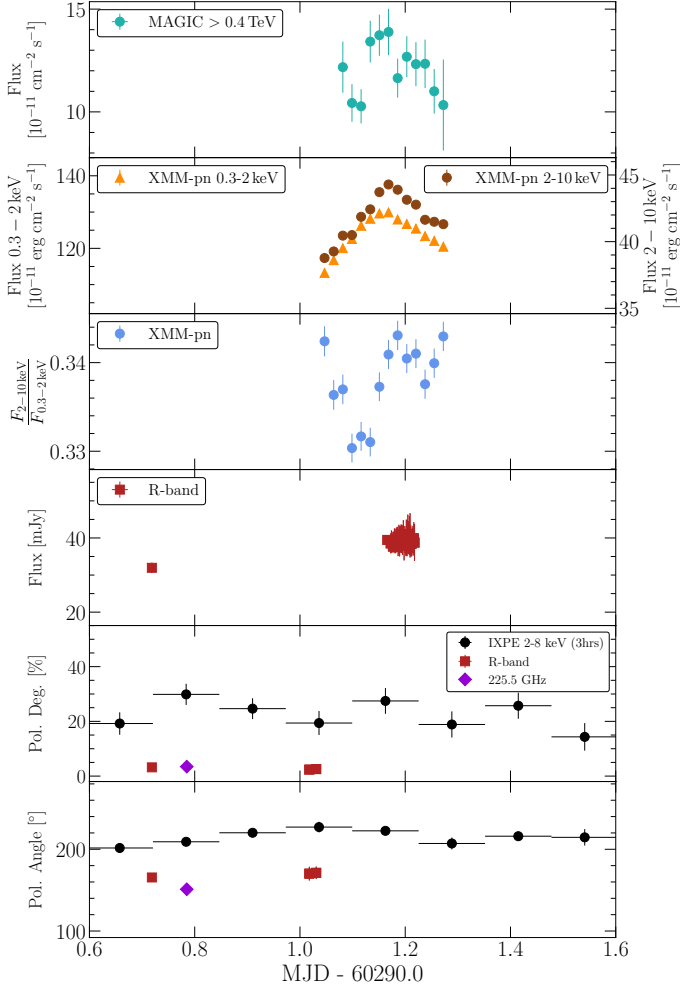 MAGIC > 0.4 TeV
15
10
Flux
[10⁻¹¹ cm⁻² s⁻¹]
XMM-pn 0.3-2 keV
XMM-pn 2-10 keV
140
120
Flux 0.3 − 2 keV
[10⁻¹¹ erg cm⁻² s⁻¹]
45
40
35
Flux 2 − 10 keV
[10⁻¹¹ erg cm⁻² s⁻¹]
XMM-pn
0.34
0.33
F₂₋₁₀ₖₑV
F₀.₃₋₂ₖₑV
R-band
40
20
Flux [mJy]
IXPE 2-8 keV (3hrs)
R-band
225.5 GHz
40
20
0
Pol. Deg. [%]
200
100
Pol. Angle [°]
0.6 0.8 1.0 1.2 1.4 1.6
MJD - 60290.0